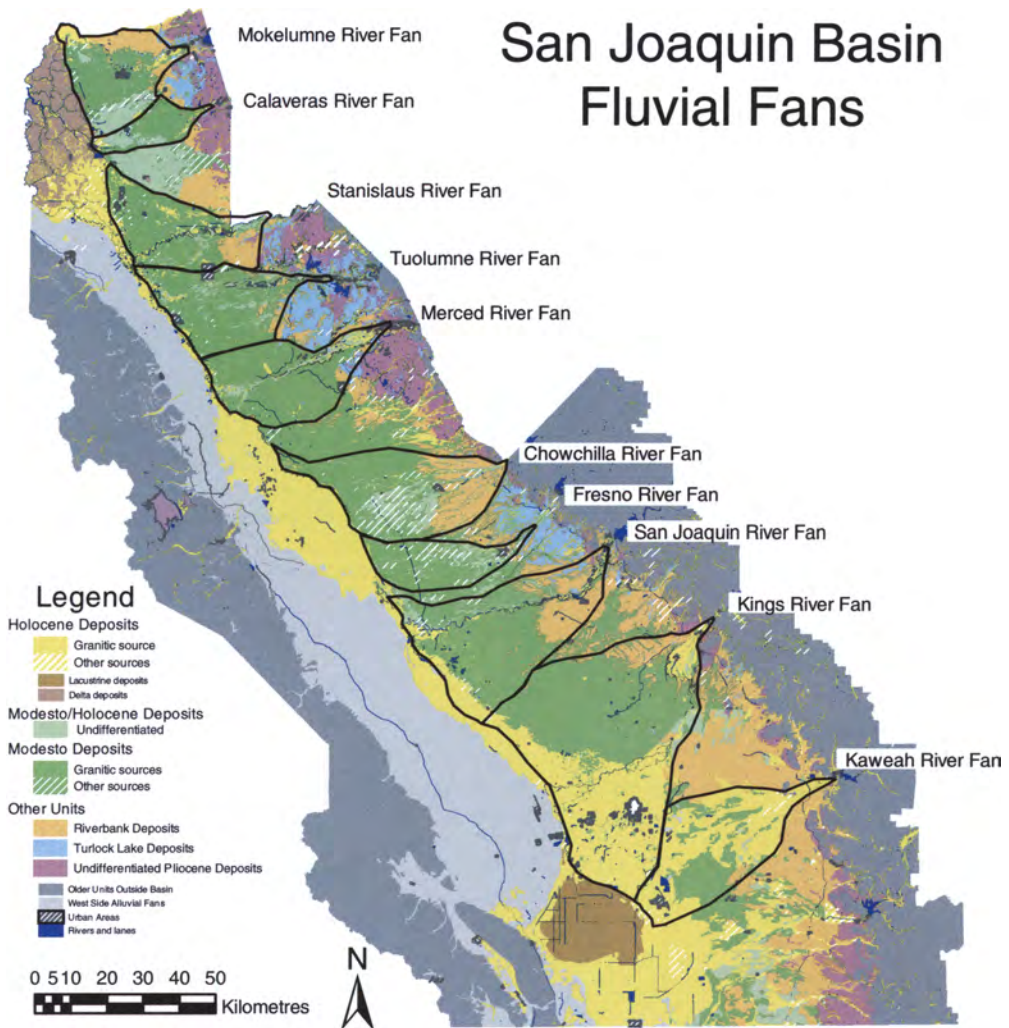 San Joaquin Basin
Fluvial Fans
Mokelumne River Fan
Calaveras River Fan
Stanislaus River Fan
Tuolumne River Fan
Merced River Fan
Chowchilla River Fan
Fresno River Fan
San Joaquin River Fan
Kings River Fan
Kaweah River Fan
Legend
Holocene Deposits
Granitic source
Other sources
Lacustrine deposits
Delta deposits
Modesto/Holocene Deposits
Undifferentiated
Modesto Deposits
Granitic sources
Other sources
Other Units
Riverbank Deposits
Turlock Lake Deposits
Undifferentiated Pliocene Deposits
Older Units Outside Basin
West Side Alluvial Fans
Urban Areas
Rivers and lanes
0 5 10 20 30 40 50
Kilometres
N